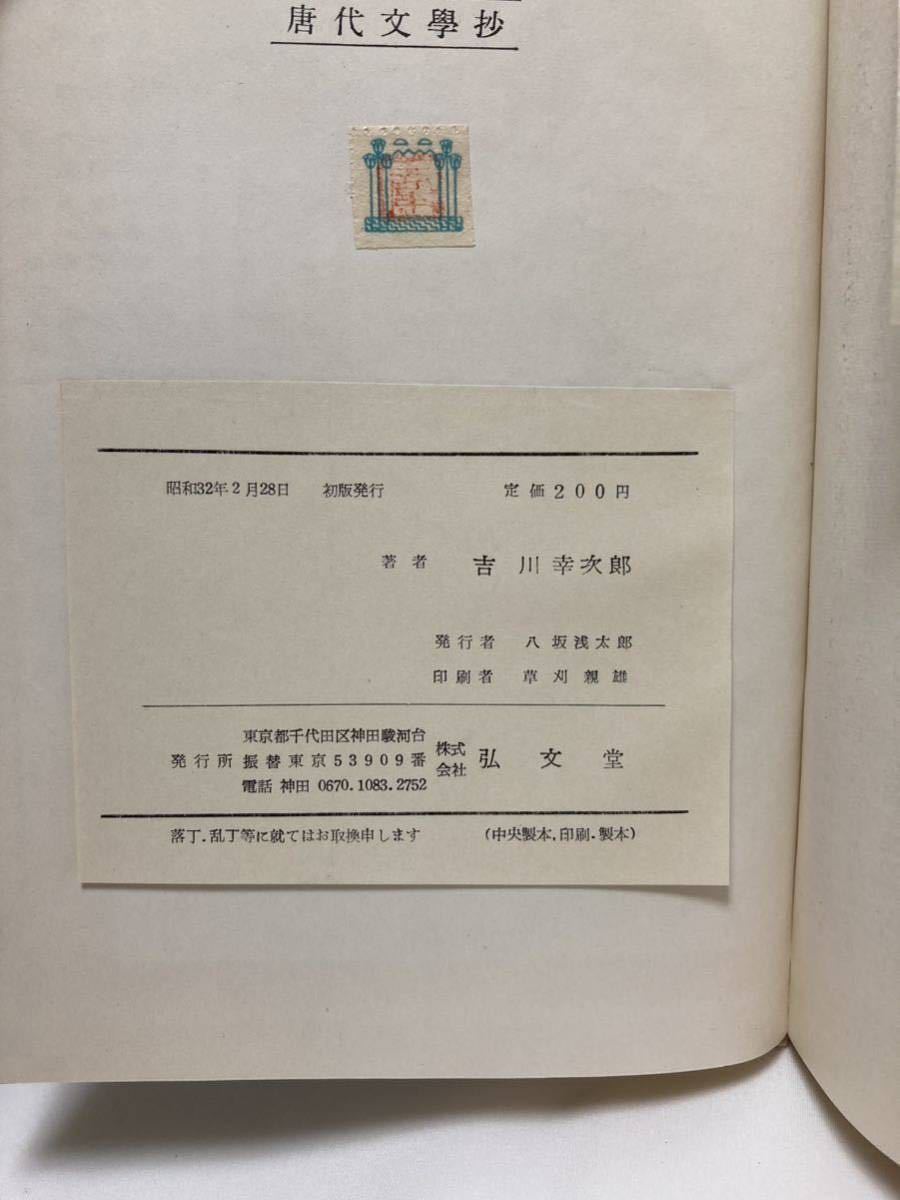 唐代文學抄
昭和32年2月28日 初版発行 定価200円
著者 吉川幸次郎
発行者 八坂浅太郎
印刷者 草刈親雄
東京都千代田区神田駿河台
発行所 振替東京53909番 株式会社 弘文堂
電話 神田 0670.1083.2752
落丁.乱丁等に就てはお取換申します (中央製本,印刷.製本)